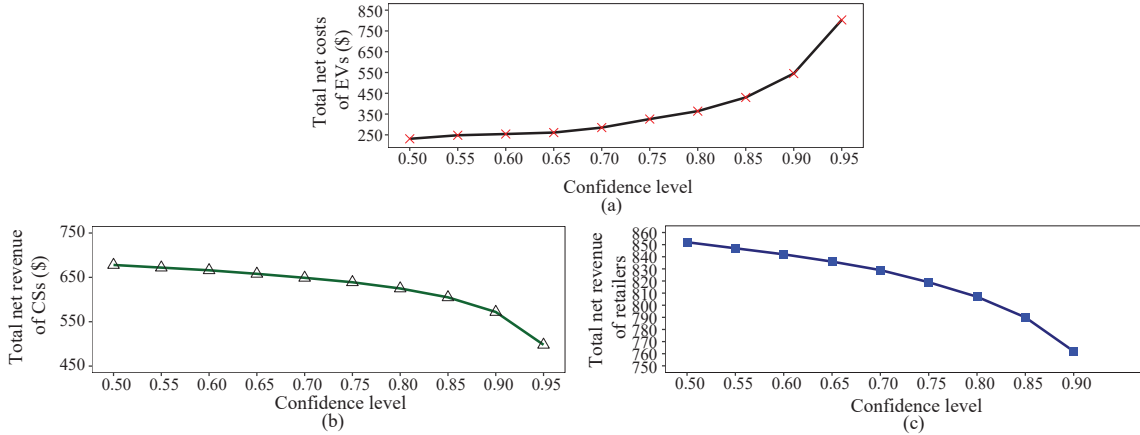 Total net costs
of EVs ($)
850
750
650
550
450
350
250
0.50 0.55 0.60 0.65 0.70 0.75 0.80 0.85 0.90 0.95
Confidence level
(a)
Total net revenue
of CSs ($)
750
650
550
450
0.50 0.55 0.60 0.65 0.70 0.75 0.80 0.85 0.90 0.95
Confidence level
(b)
Total net revenue
of retailers
860
850
840
830
820
810
800
790
780
770
760
750
0.50 0.55 0.60 0.65 0.70 0.75 0.80 0.85 0.90
Confidence level
(c)